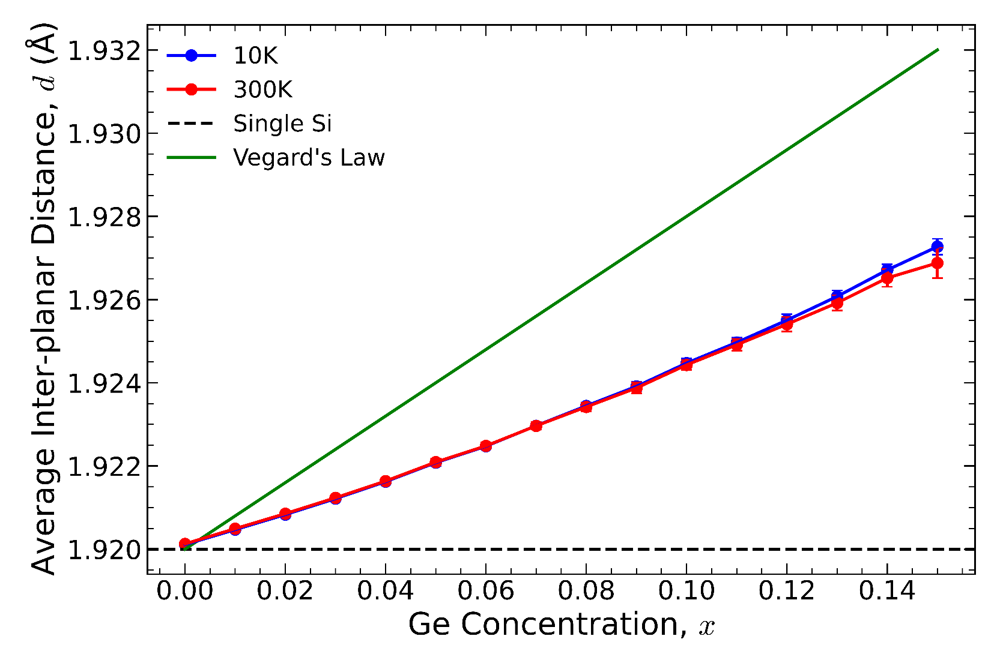 Average Inter-planar Distance, d (Å)
1.932
1.930
1.928
1.926
1.924
1.922
1.920
10K
300K
Single Si
Vegard's Law
0.00 0.02 0.04 0.06 0.08 0.10 0.12 0.14
Ge Concentration, x